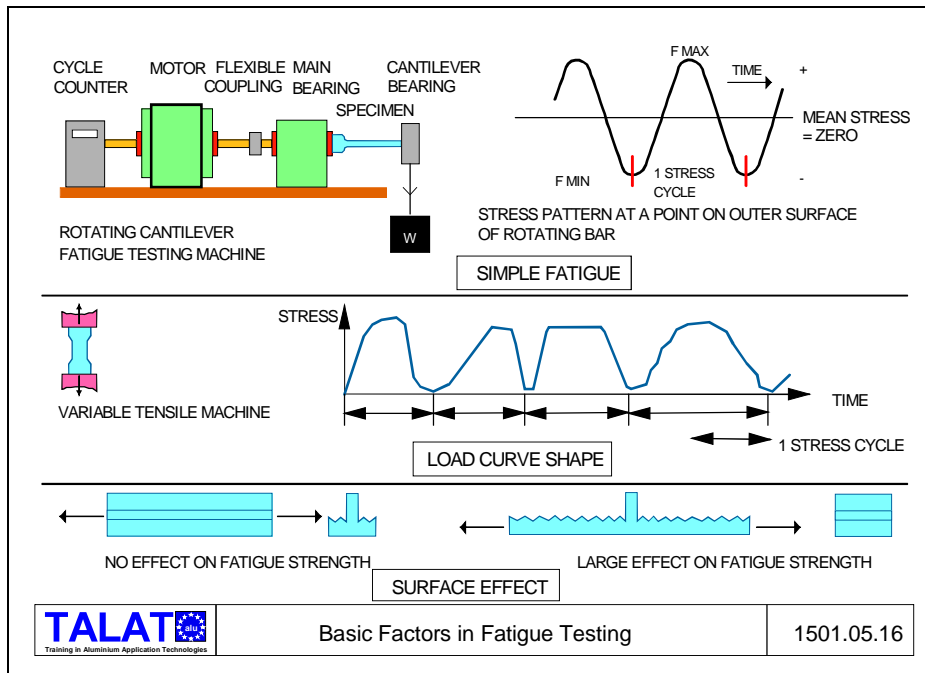 CYCLE
COUNTER
MOTOR
FLEXIBLE
COUPLING
MAIN
BEARING
SPECIMEN
CANTILEVER
BEARING
W
ROTATING CANTILEVER
FATIGUE TESTING MACHINE
F MAX
TIME
+
MEAN STRESS
= ZERO
F MIN
1 STRESS
CYCLE
-
STRESS PATTERN AT A POINT ON OUTER SURFACE
OF ROTATING BAR
SIMPLE FATIGUE
VARIABLE TENSILE MACHINE
STRESS
TIME
1 STRESS CYCLE
LOAD CURVE SHAPE
NO EFFECT ON FATIGUE STRENGTH
LARGE EFFECT ON FATIGUE STRENGTH
SURFACE EFFECT
TALAT
alu
Training in Aluminium Application Technologies
Basic Factors in Fatigue Testing
1501.05.16